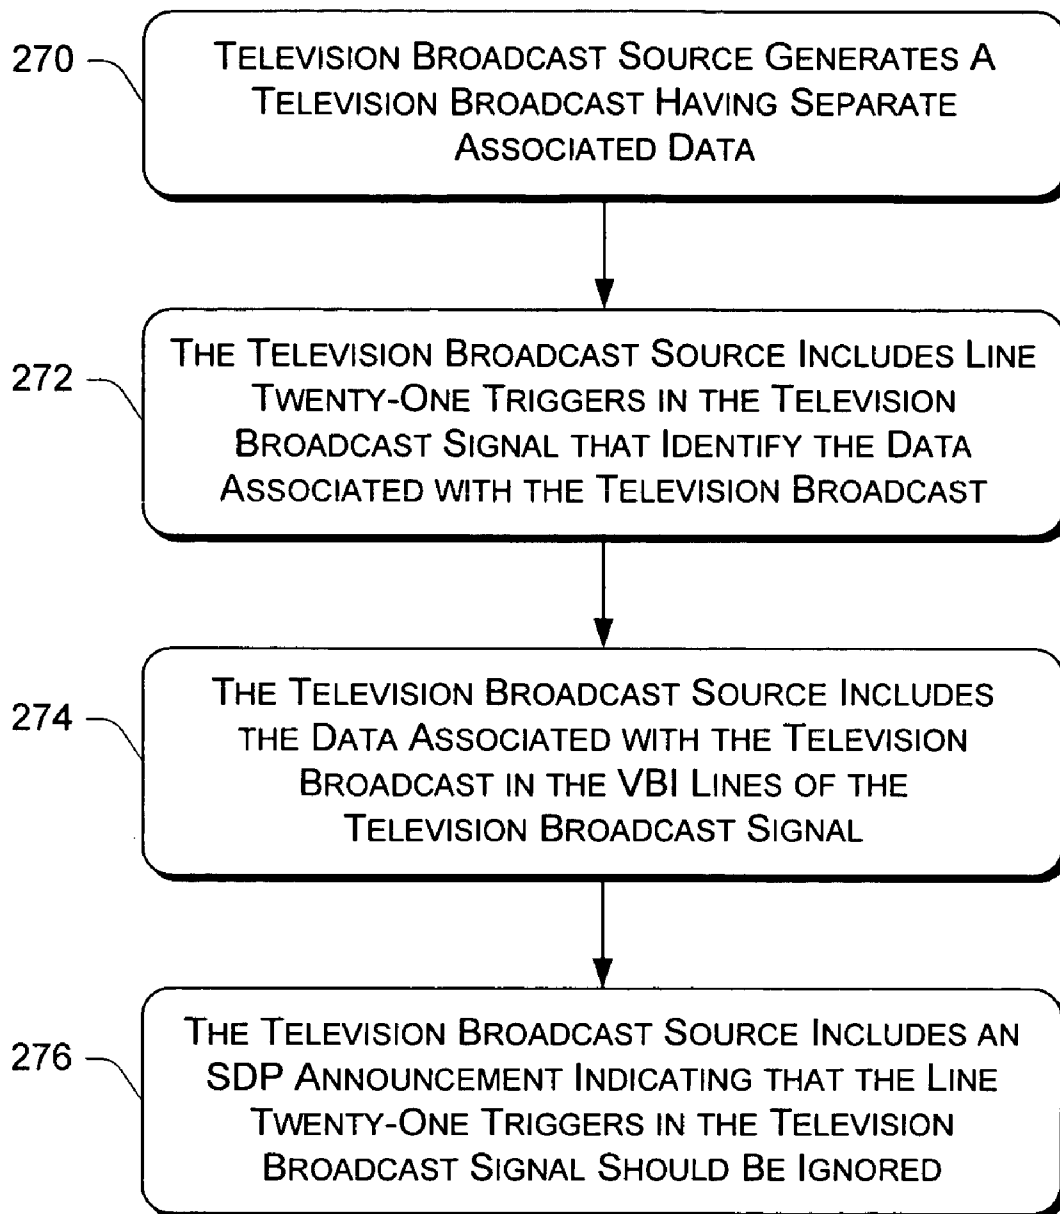 270
TELEVISION BROADCAST SOURCE GENERATES A
TELEVISION BROADCAST HAVING SEPARATE
ASSOCIATED DATA
272
THE TELEVISION BROADCAST SOURCE INCLUDES LINE
TWENTY-ONE TRIGGERS IN THE TELEVISION
BROADCAST SIGNAL THAT IDENTIFY THE DATA
ASSOCIATED WITH THE TELEVISION BROADCAST
274
THE TELEVISION BROADCAST SOURCE INCLUDES
THE DATA ASSOCIATED WITH THE TELEVISION
BROADCAST IN THE VBI LINES OF THE
TELEVISION BROADCAST SIGNAL
276
THE TELEVISION BROADCAST SOURCE INCLUDES AN
SDP ANNOUNCEMENT INDICATING THAT THE LINE
TWENTY-ONE TRIGGERS IN THE TELEVISION
BROADCAST SIGNAL SHOULD BE IGNORED